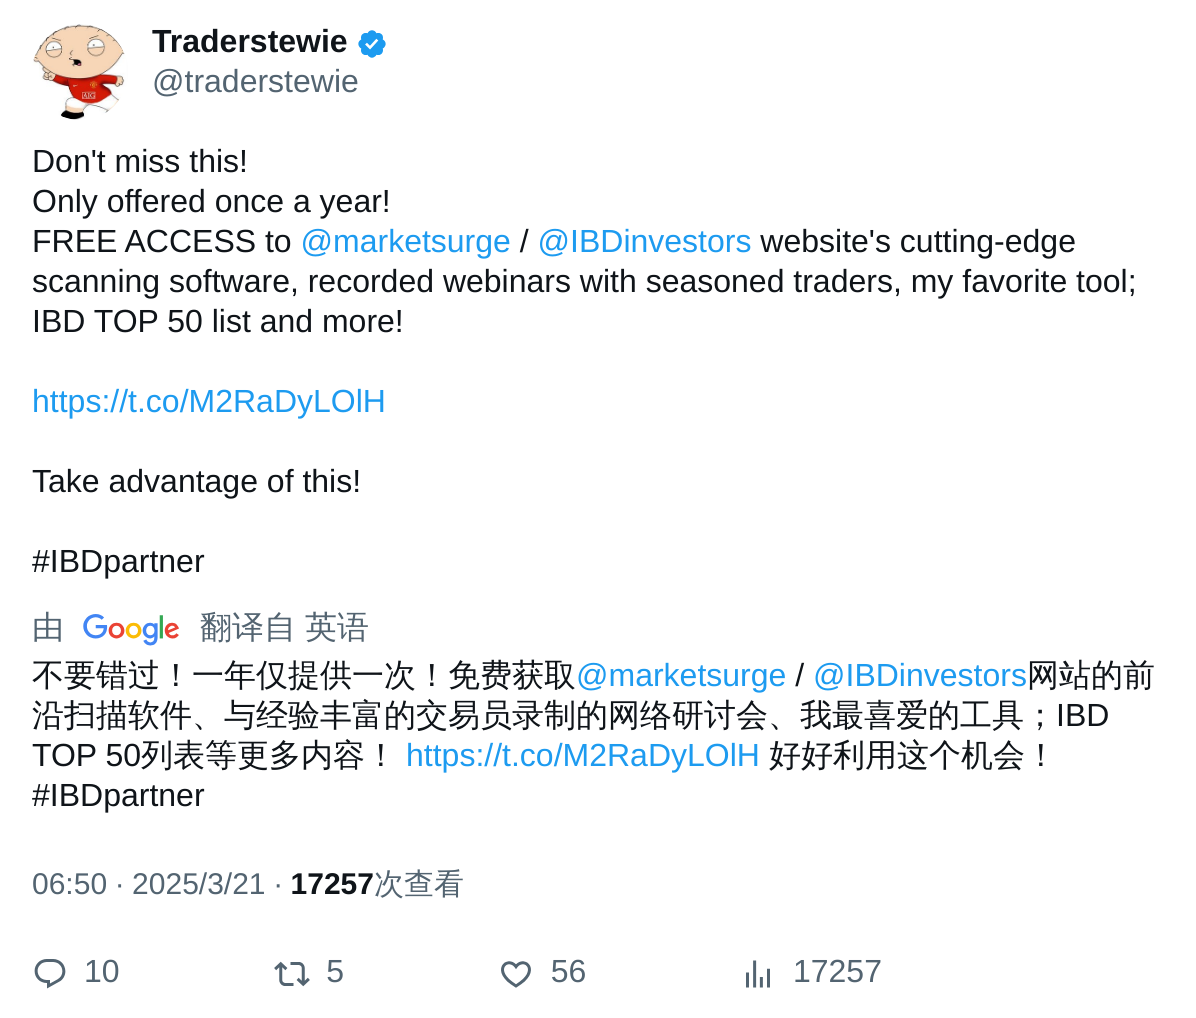 Traderstewie
@traderstewie
AIG
Don't miss this!
Only offered once a year!
FREE ACCESS to @marketsurge / @IBDinvestors website's cutting-edge
scanning software, recorded webinars with seasoned traders, my favorite tool;
IBD TOP 50 list and more!
https://t.co/M2RaDyLOlH
Take advantage of this!
#IBDpartner
由 Google 翻译自 英语
不要错过！一年仅提供一次！免费获取@marketsurge / @IBDinvestors网站的前
沿扫描软件、与经验丰富的交易员录制的网络研讨会、我最喜爱的工具；IBD
TOP 50列表等更多内容！ https://t.co/M2RaDyLOlH 好好利用这个机会！
#IBDpartner
06:50 · 2025/3/21 · 17257次查看
10 5 56 17257